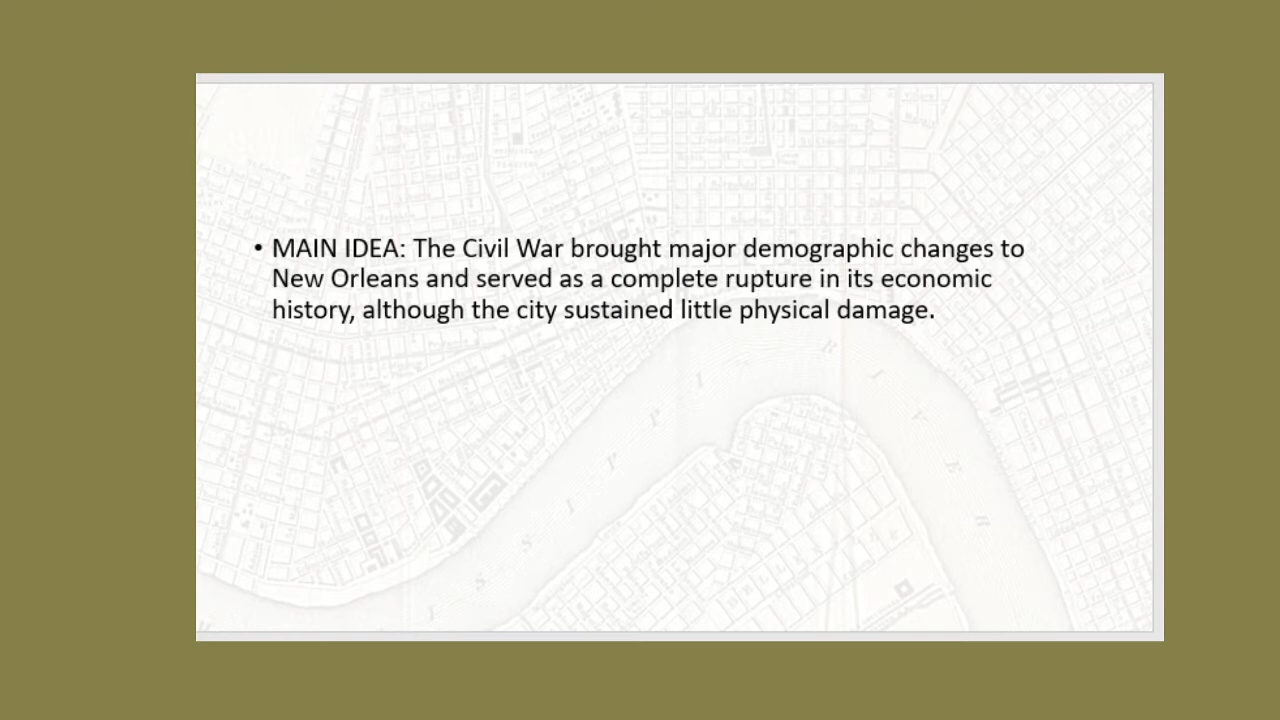 • MAIN IDEA: The Civil War brought major demographic changes to
New Orleans and served as a complete rupture in its economic
history, although the city sustained little physical damage.